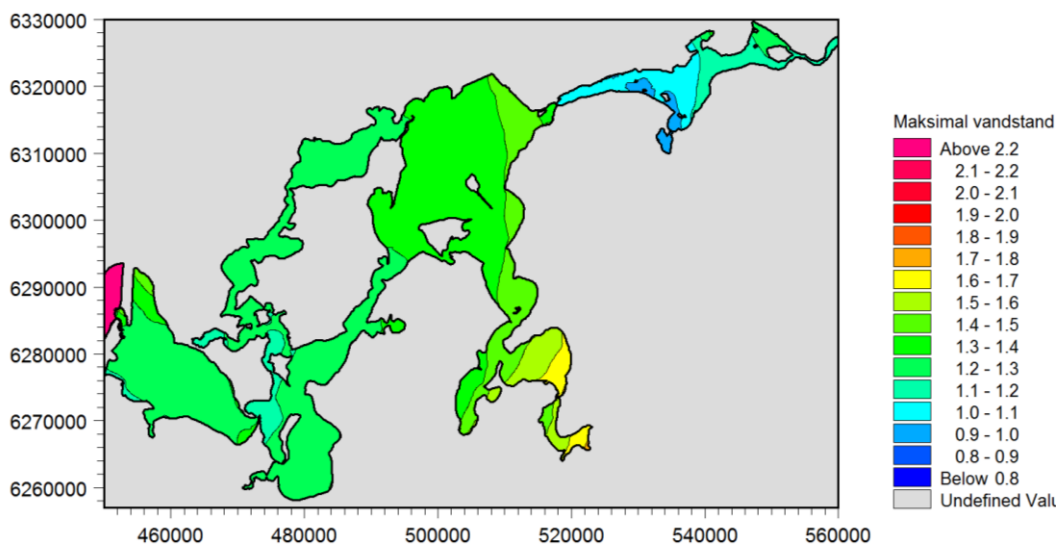 6330000
6320000
6310000
6300000
6290000
6280000
6270000
6260000
460000 480000 500000 520000 540000 560000
Maksimal vandstand
Above 2.2
2.1 - 2.2
2.0 - 2.1
1.9 - 2.0
1.8 - 1.9
1.7 - 1.8
1.6 - 1.7
1.5 - 1.6
1.4 - 1.5
1.3 - 1.4
1.2 - 1.3
1.1 - 1.2
1.0 - 1.1
0.9 - 1.0
0.8 - 0.9
Below 0.8
Undefined Valu